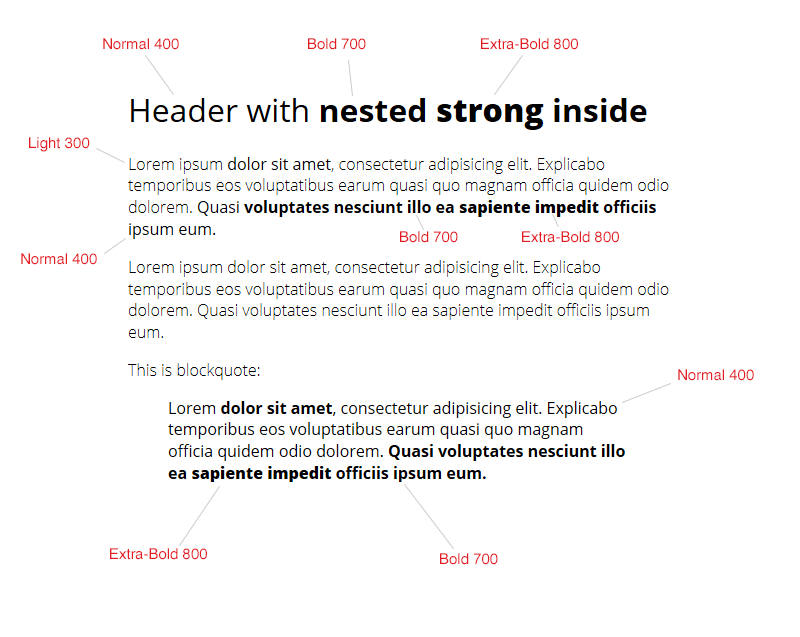 Normal 400 Bold 700 Extra-Bold 800
Header with nested strong inside
Light 300
Lorem ipsum dolor sit amet, consectetur adipisicing elit. Explicabo
temporibus eos voluptatibus earum quasi quo magnam officia quidem odio
dolorem. Quasi voluptates nesciunt illo ea sapiente impedit officiis
ipsum eum.
Bold 700 Extra-Bold 800
Normal 400
Lorem ipsum dolor sit amet, consectetur adipisicing elit. Explicabo
temporibus eos voluptatibus earum quasi quo magnam officia quidem odio
dolorem. Quasi voluptates nesciunt illo ea sapiente impedit officiis ipsum
eum.
This is blockquote:
Normal 400
Lorem dolor sit amet, consectetur adipisicing elit. Explicabo
temporibus eos voluptatibus earum quasi quo magnam
officia quidem odio dolorem. Quasi voluptates nesciunt illo
ea sapiente impedit officiis ipsum eum.
Extra-Bold 800 Bold 700